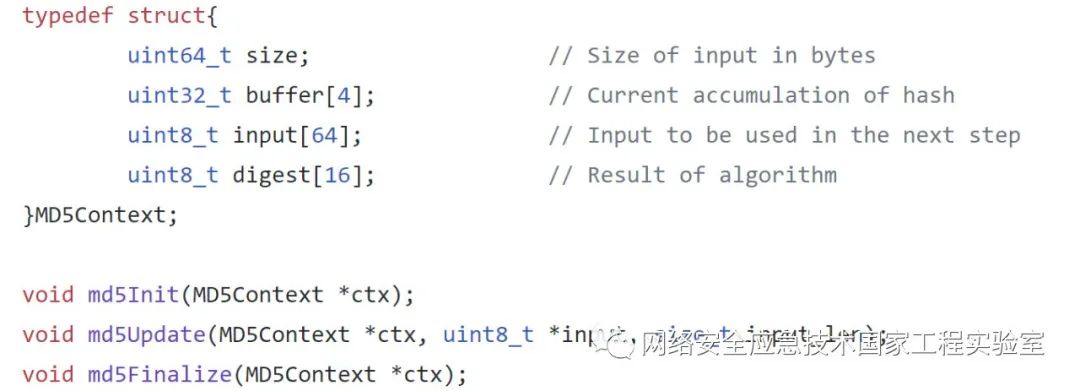 typedef struct{
uint64_t size; // Size of input in bytes
uint32_t buffer[4]; // Current accumulation of hash
uint8_t input[64]; // Input to be used in the next step
uint8_t digest[16]; // Result of algorithm
}MD5Context;
void md5Init(MD5Context *ctx);
void md5Update(MD5Context *ctx, uint8_t *input, size_t input_len);
网络安全应急技术国家工程实验室
void md5Finalize(MD5Context *ctx);